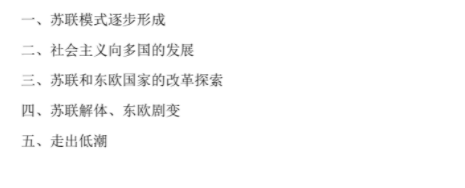 一、苏联模式逐步形成
二、社会主义向多国的发展
三、苏联和东欧国家的改革探索
四、苏联解体、东欧剧变
五、走出低潮